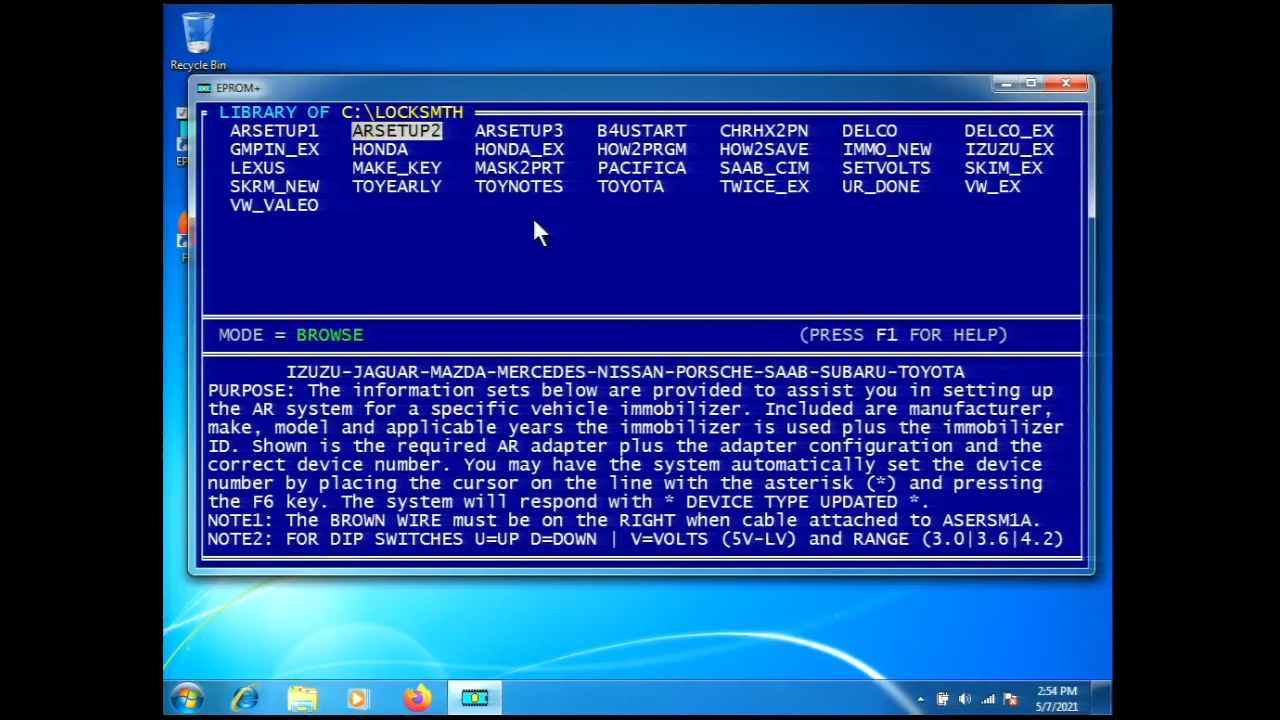 Recycle Bin
EPROM+
LIBRARY OF C:\LOCKSMTH
ARSETUP1 ARSETUP2 ARSETUP3 B4USTART CHRHX2PN DELCO DELCO_EX
GMPIN_EX HONDA HONDA_EX HOW2PRGM HOW2SAVE IMMO_NEW IZUZU_EX
LEXUS MAKE_KEY MASK2PRT PACIFICA SAAB_CIM SETVOLTS SKIM_EX
SKRM_NEW TOYEARLY TOYNOTES TOYOTA TWICE_EX UR_DONE VW_EX
VW_VALEO
MODE = BROWSE (PRESS F1 FOR HELP)
IZUZU-JAGUAR-MAZDA-MERCEDES-NISSAN-PORSCHE-SAAB-SUBARU-TOYOTA
PURPOSE: The information sets below are provided to assist you in setting up
the AR system for a specific vehicle immobilizer. Included are manufacturer,
make, model and applicable years the immobilizer is used plus the immobilizer
ID. Shown is the required AR adapter plus the adapter configuration and the
correct device number. You may have the system automatically set the device
number by placing the cursor on the line with the asterisk (*) and pressing
the F6 key. The system will respond with * DEVICE TYPE UPDATED *.
NOTE1: The BROWN WIRE must be on the RIGHT when cable attached to ASERSM1A.
NOTE2: FOR DIP SWITCHES U=UP D=DOWN | V=VOLTS (5V-LV) and RANGE (3.0|3.6|4.2)
2:54 PM
5/7/2021